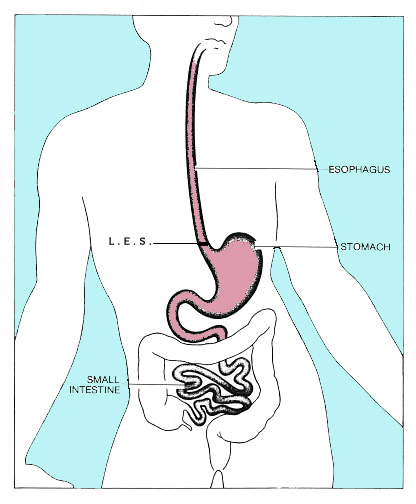 ESOPHAGUS
L.E.S.
STOMACH
SMALL
INTESTINE